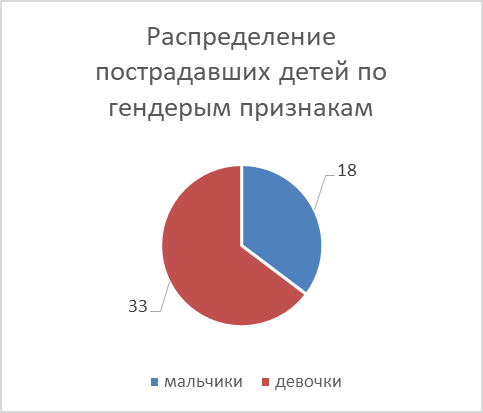 Распределение
пострадавших детей по
гендерым признакам
18
33
мальчики девочки